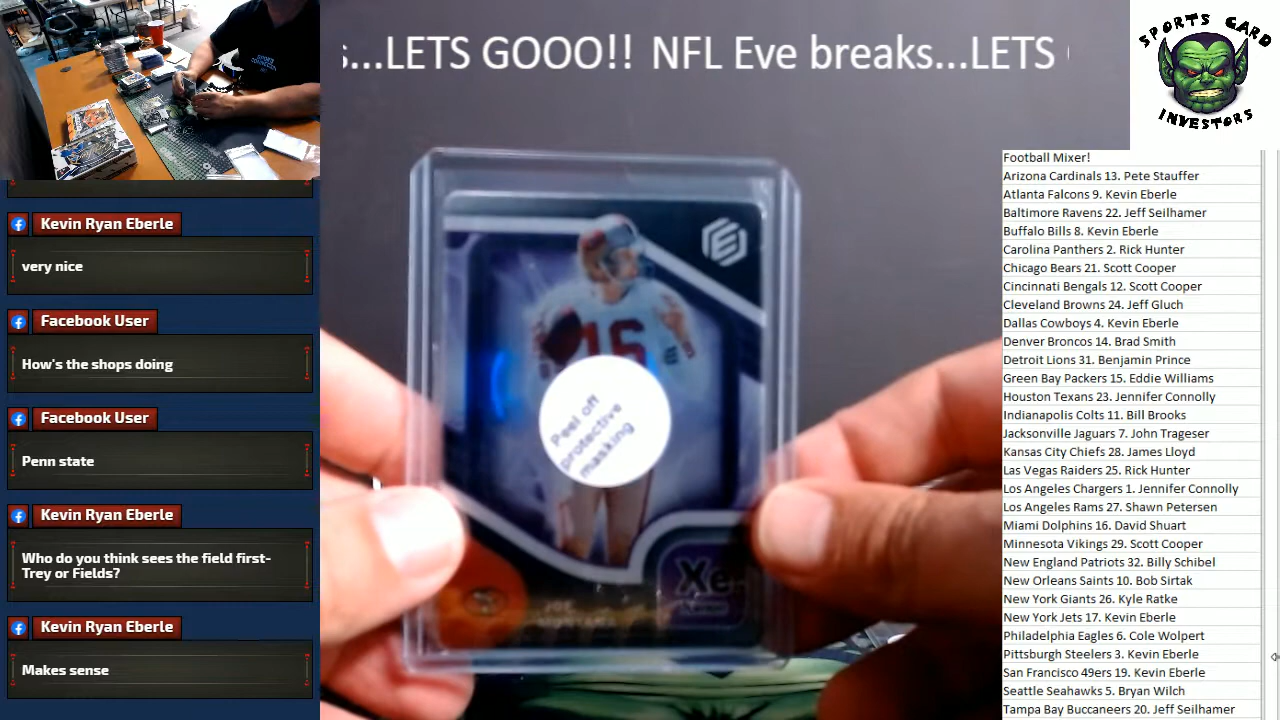 s...LETS GOOO!! NFL Eve breaks...LETS
SPORTS CARD
INVESTORS
Kevin Ryan Eberle
very nice
Facebook User
How's the shops doing
Facebook User
Penn state
Kevin Ryan Eberle
Who do you think sees the field first-
Trey or Fields?
Kevin Ryan Eberle
Makes sense
16
Peel off
protective
masking
Xe
JOE
MONTANA
Football Mixer!
Arizona Cardinals 13. Pete Stauffer
Atlanta Falcons 9. Kevin Eberle
Baltimore Ravens 22. Jeff Seilhamer
Buffalo Bills 8. Kevin Eberle
Carolina Panthers 2. Rick Hunter
Chicago Bears 21. Scott Cooper
Cincinnati Bengals 12. Scott Cooper
Cleveland Browns 24. Jeff Gluch
Dallas Cowboys 4. Kevin Eberle
Denver Broncos 14. Brad Smith
Detroit Lions 31. Benjamin Prince
Green Bay Packers 15. Eddie Williams
Houston Texans 23. Jennifer Connolly
Indianapolis Colts 11. Bill Brooks
Jacksonville Jaguars 7. John Trageser
Kansas City Chiefs 28. James Lloyd
Las Vegas Raiders 25. Rick Hunter
Los Angeles Chargers 1. Jennifer Connolly
Los Angeles Rams 27. Shawn Petersen
Miami Dolphins 16. David Shuart
Minnesota Vikings 29. Scott Cooper
New England Patriots 32. Billy Schibel
New Orleans Saints 10. Bob Sirtak
New York Giants 26. Kyle Ratke
New York Jets 17. Kevin Eberle
Philadelphia Eagles 6. Cole Wolpert
Pittsburgh Steelers 3. Kevin Eberle
San Francisco 49ers 19. Kevin Eberle
Seattle Seahawks 5. Bryan Wilch
Tampa Bay Buccaneers 20. Jeff Seilhamer